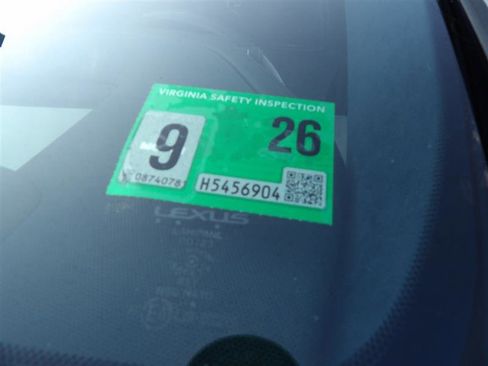 VIRGINIA SAFETY INSPECTION
9
26
0874078
H5456904
LEXUS